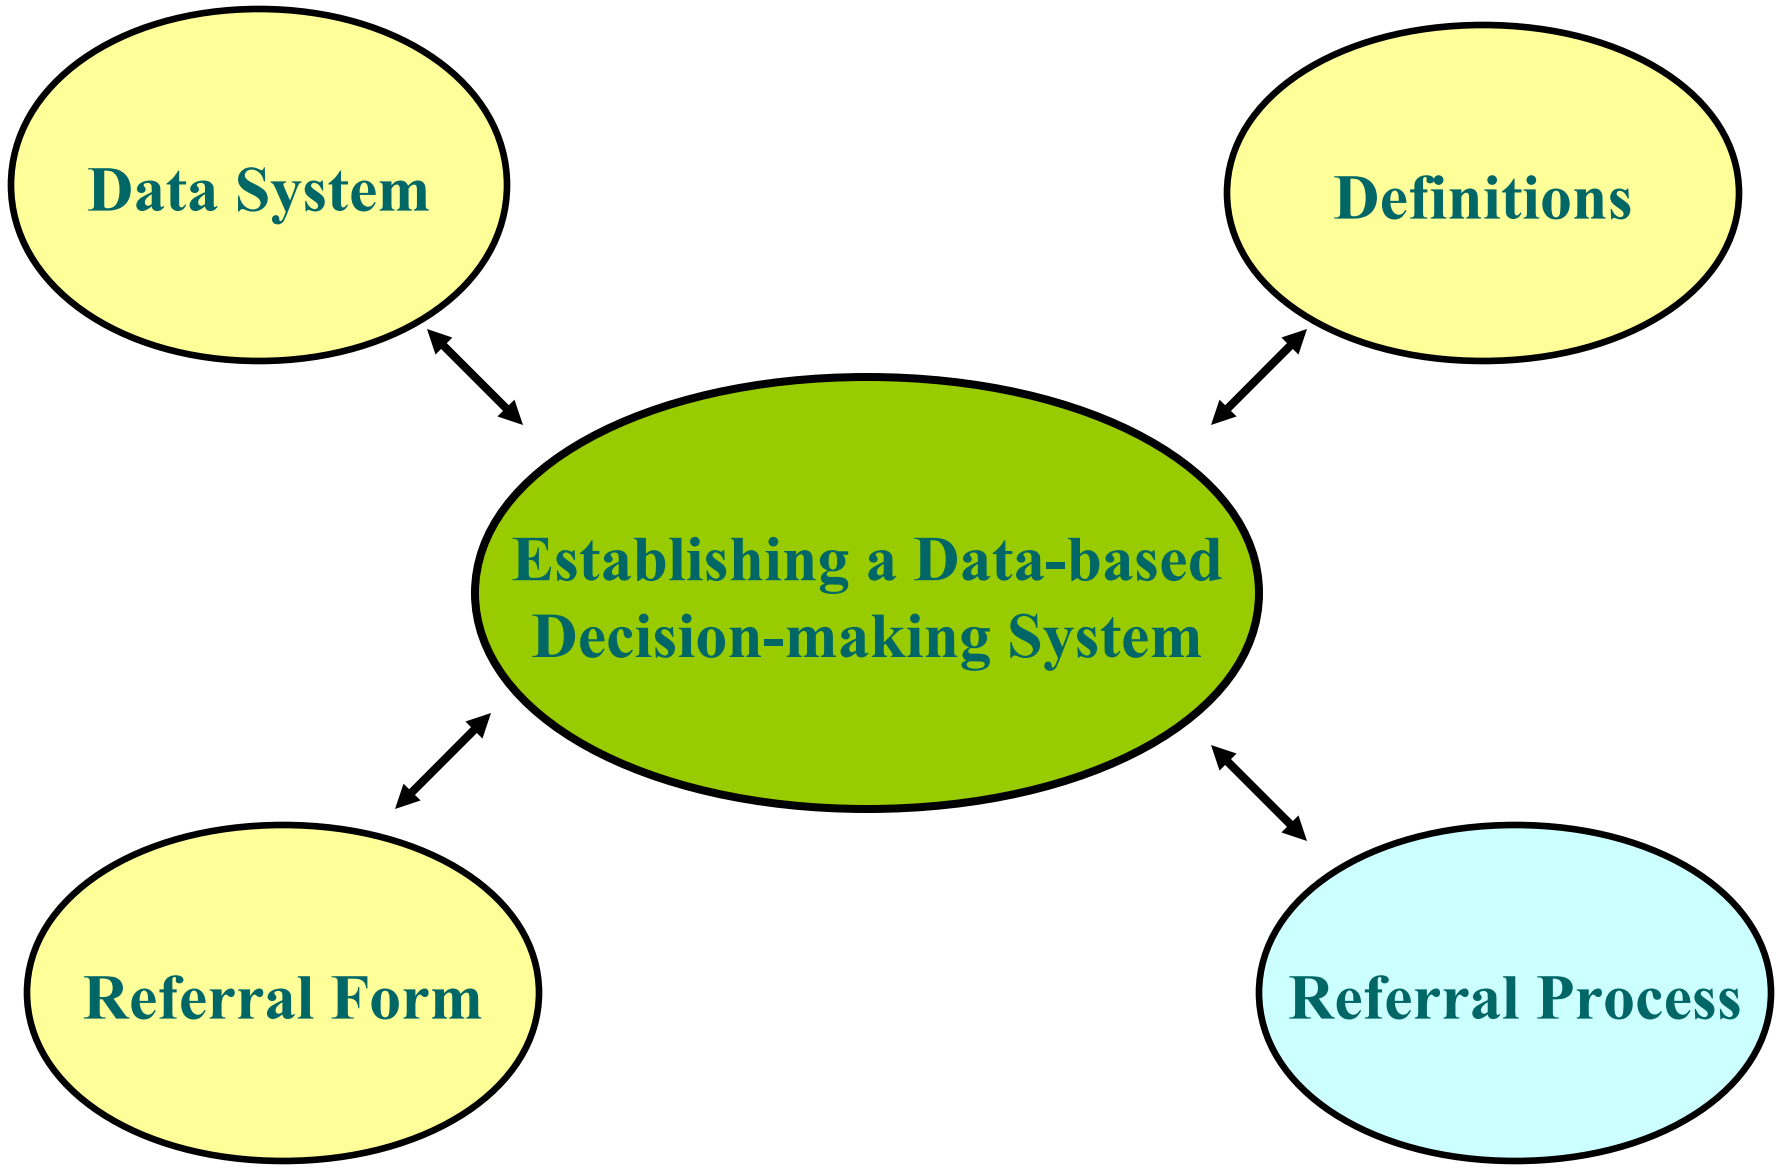 Data System
Definitions
Establishing a Data-based
Decision-making System
Referral Form
Referral Process